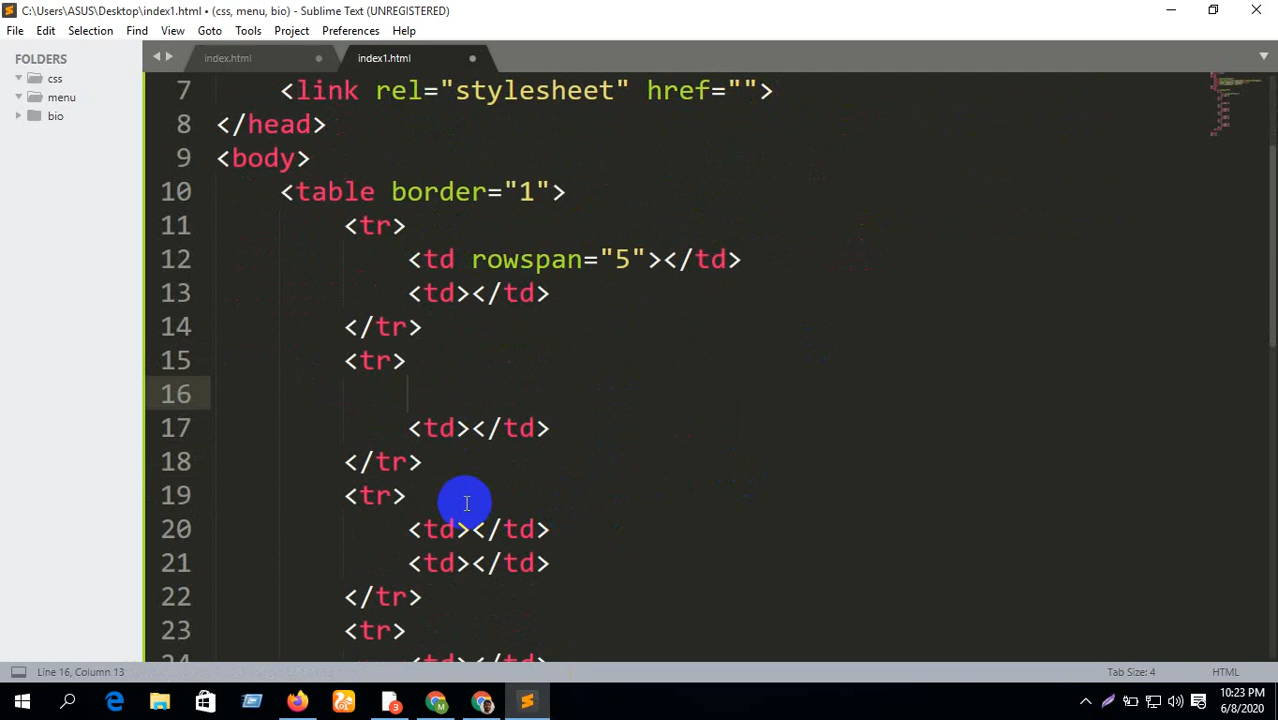 C:\Users\ASUS\Desktop\index1.html • (css, menu, bio) - Sublime Text (UNREGISTERED)
File Edit Selection Find View Goto Tools Project Preferences Help
FOLDERS
css
menu
bio
index.html
index1.html
7 <link rel="stylesheet" href="">
8 </head>
9 <body>
10 <table border="1">
11 <tr>
12 <td rowspan="5"></td>
13 <td></td>
14 </tr>
15 <tr>
16
17 <td></td>
18 </tr>
19 <tr>
20 <td></td>
21 <td></td>
22 </tr>
23 <tr>
24 <td></td>
Line 16, Column 13
Tab Size: 4
HTML
3
M
10:23 PM
6/8/2020